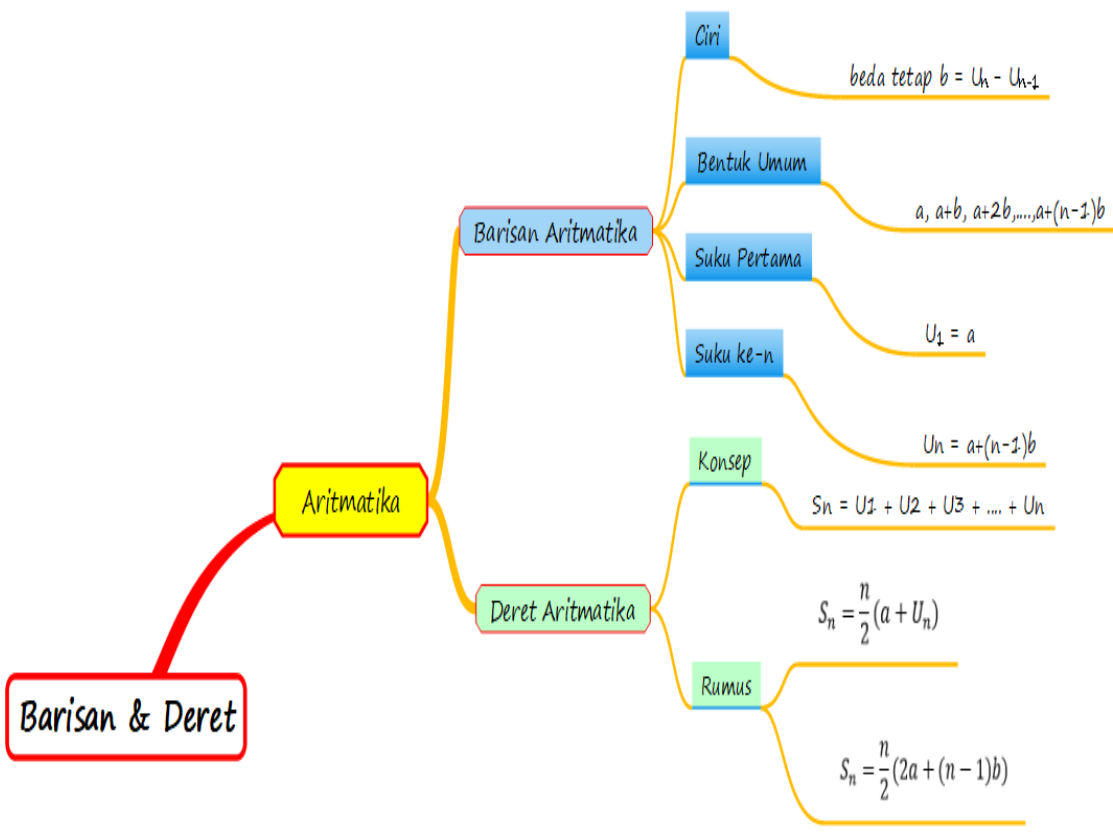 Barisan & Deret
Aritmatika
Barisan Aritmatika
Ciri
beda tetap b = Uₙ - Uₙ₋₁
Bentuk Umum
a, a+b, a+2b,....,a+(n-1)b
Suku Pertama
U₁ = a
Suku ke-n
Un = a+(n-1)b
Deret Aritmatika
Konsep
Sn = U1 + U2 + U3 + .... + Un
Rumus
Sₙ = n/2 (a + Uₙ)
Sₙ = n/2 (2a + (n − 1)b)